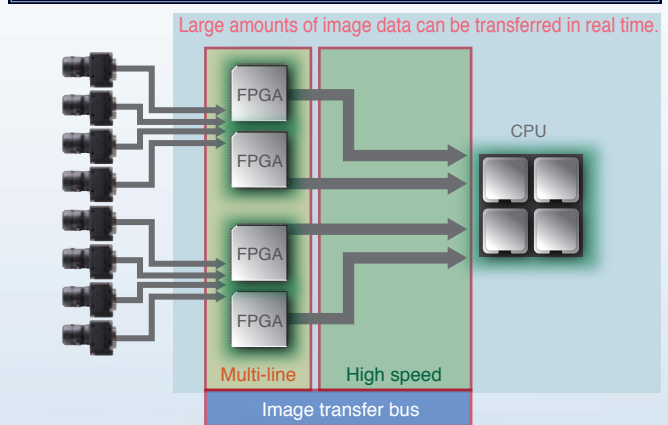 Large amounts of image data can be transferred in real time.
FPGA
CPU
FPGA
FPGA
FPGA
Multi-line
High speed
Image transfer bus